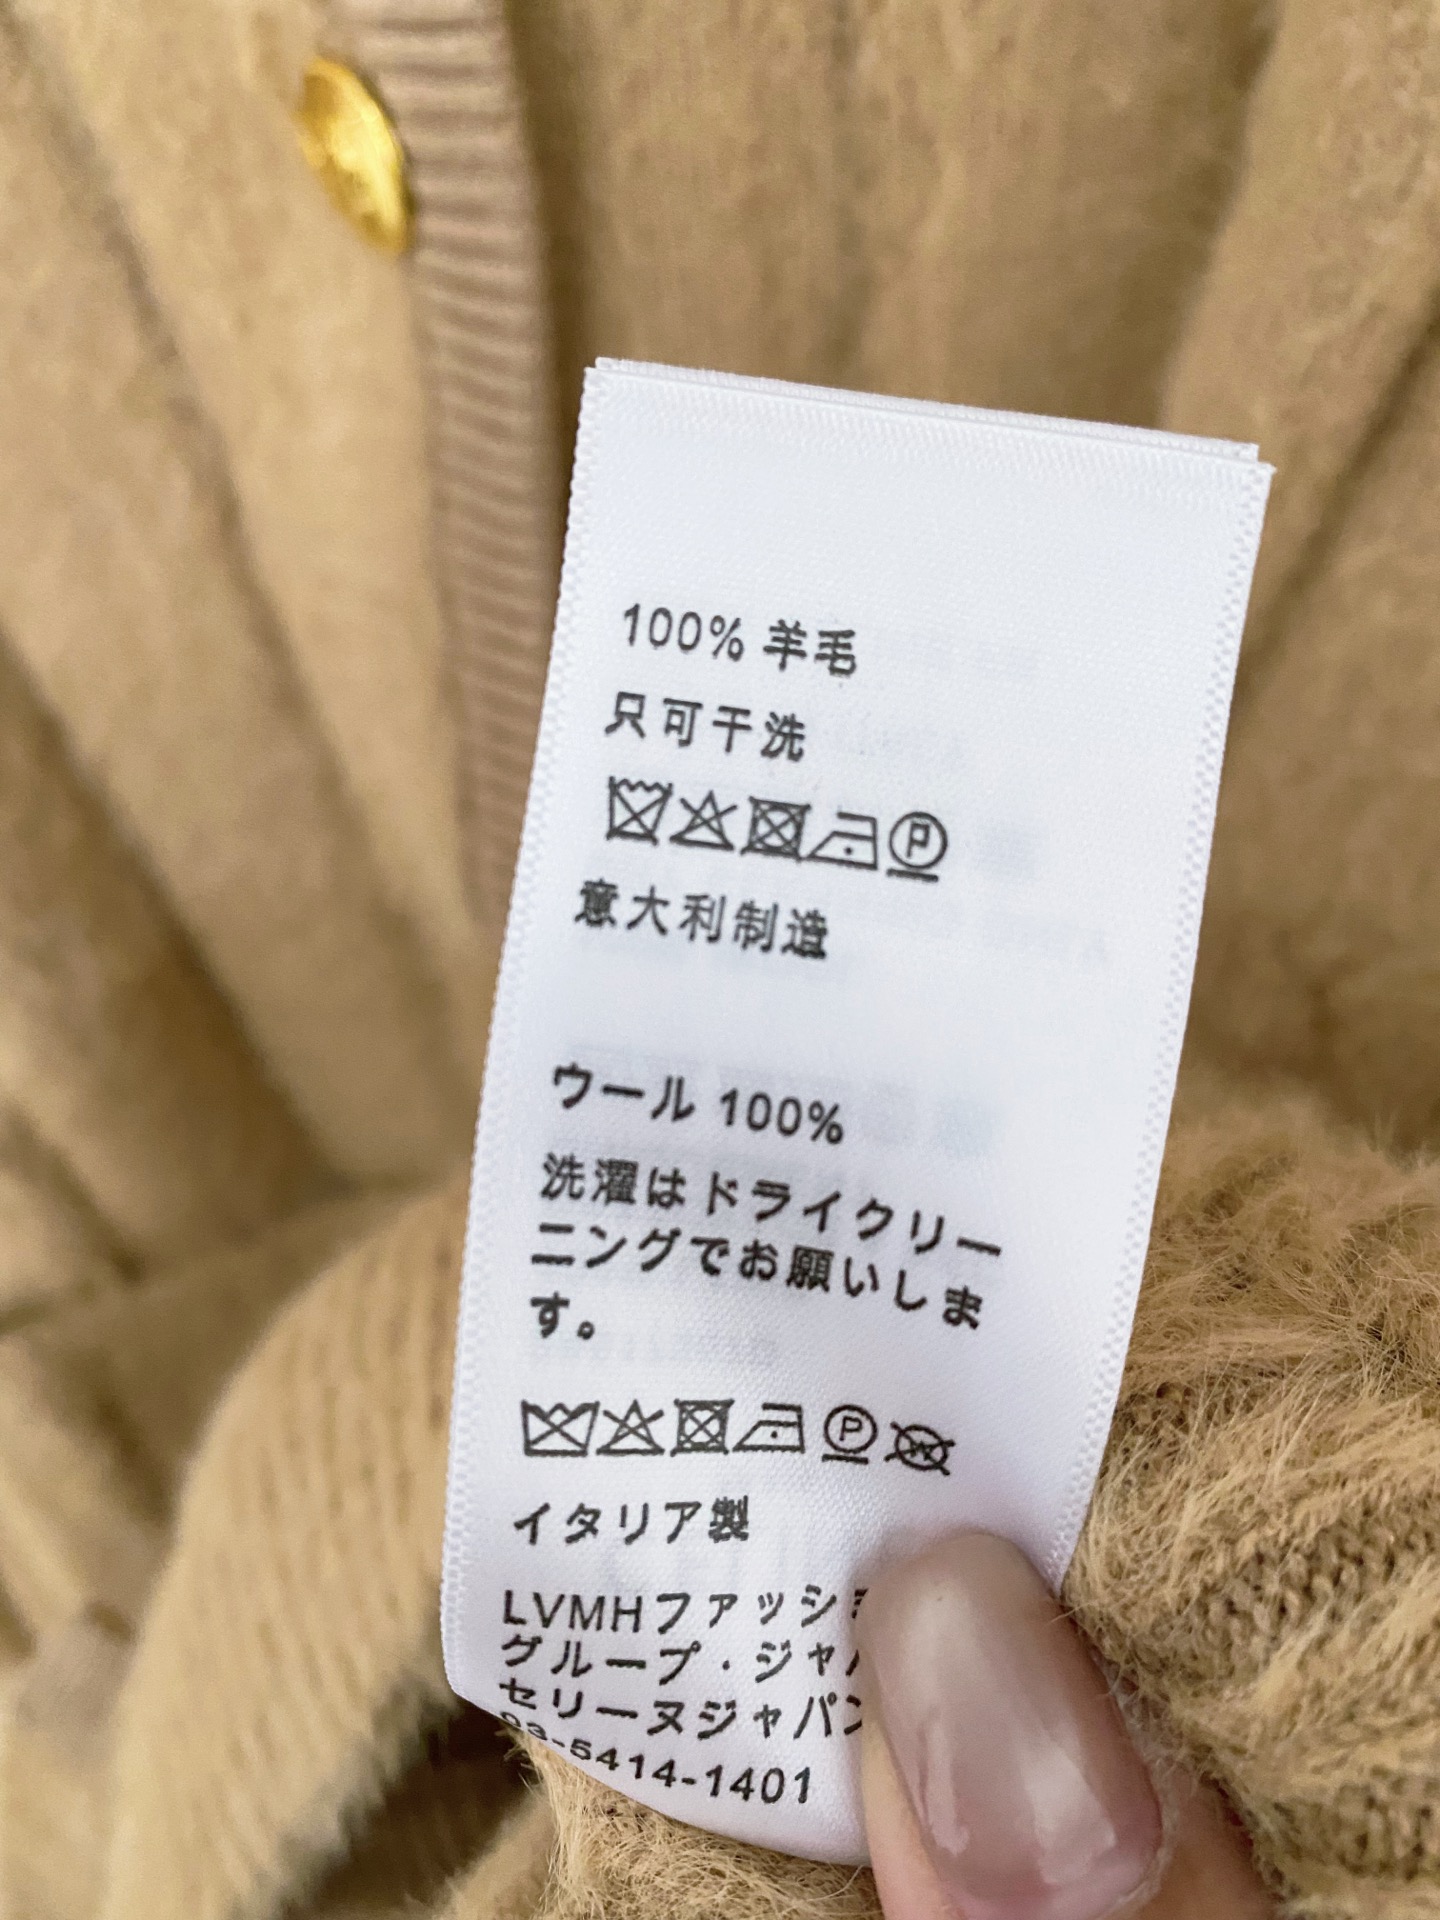 100% 羊毛
只可干洗
P
意大利制造
ウール 100%
洗濯はドライクリー
ニングでお願いしま
す。
P W
イタリア製
LVMHファッシ
グループ・ジャ
セリーヌジャパン
03-5414-1401